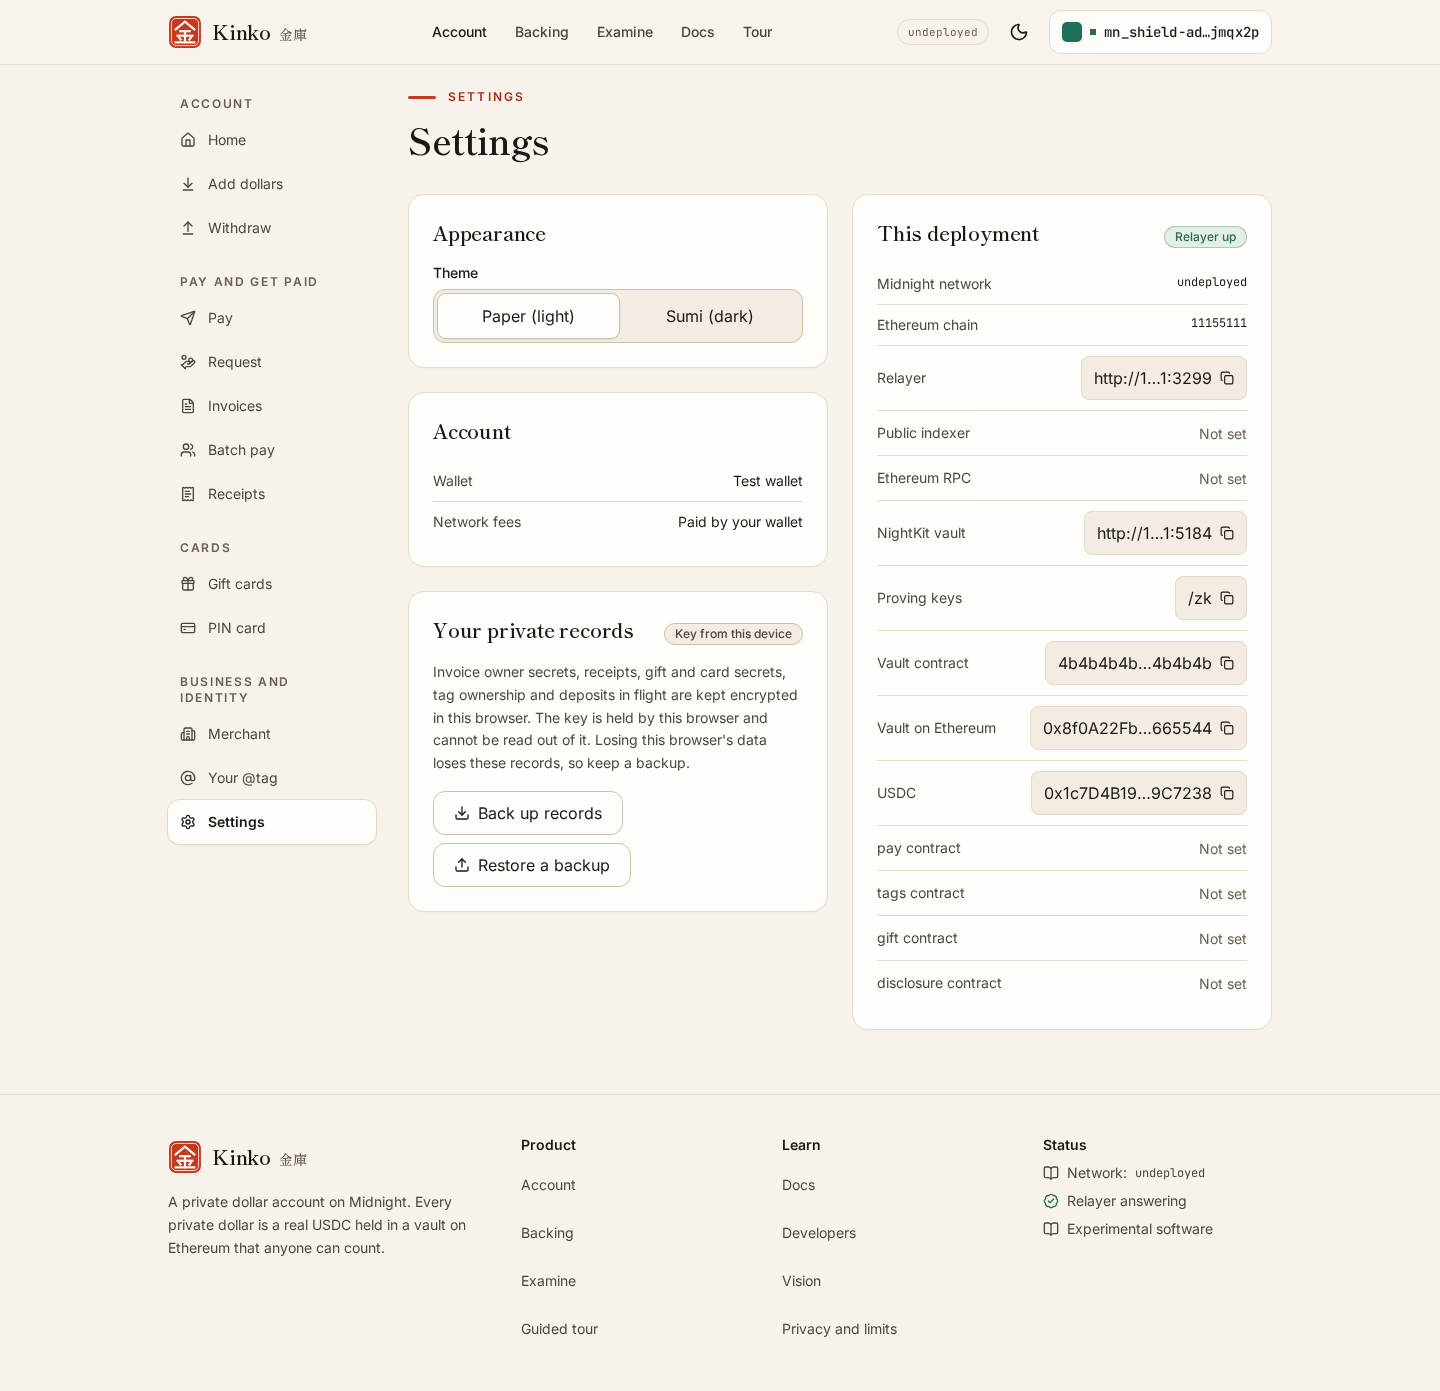 金 Kinko 金庫
Account Backing Examine Docs Tour
undeployed
mn_shield-ad…jmqx2p
ACCOUNT
Home
Add dollars
Withdraw
PAY AND GET PAID
Pay
Request
Invoices
Batch pay
Receipts
CARDS
Gift cards
PIN card
BUSINESS AND
IDENTITY
Merchant
Your @tag
Settings
SETTINGS
Settings
Appearance
Theme
Paper (light) Sumi (dark)
Account
Wallet Test wallet
Network fees Paid by your wallet
Your private records Key from this device
Invoice owner secrets, receipts, gift and card secrets,
tag ownership and deposits in flight are kept encrypted
in this browser. The key is held by this browser and
cannot be read out of it. Losing this browser's data
loses these records, so keep a backup.
Back up records
Restore a backup
This deployment Relayer up
Midnight network undeployed
Ethereum chain 11155111
Relayer http://1…1:3299
Public indexer Not set
Ethereum RPC Not set
NightKit vault http://1…1:5184
Proving keys /zk
Vault contract 4b4b4b4b…4b4b4b
Vault on Ethereum 0x8f0A22Fb…665544
USDC 0x1c7D4B19…9C7238
pay contract Not set
tags contract Not set
gift contract Not set
disclosure contract Not set
金 Kinko 金庫
A private dollar account on Midnight. Every
private dollar is a real USDC held in a vault on
Ethereum that anyone can count.
Product
Account
Backing
Examine
Guided tour
Learn
Docs
Developers
Vision
Privacy and limits
Status
Network: undeployed
Relayer answering
Experimental software